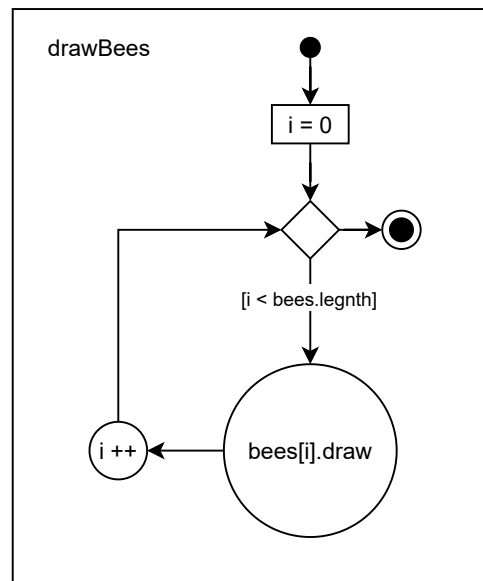 drawBees
i = 0
[i < bees.legnth]
i ++
bees[i].draw